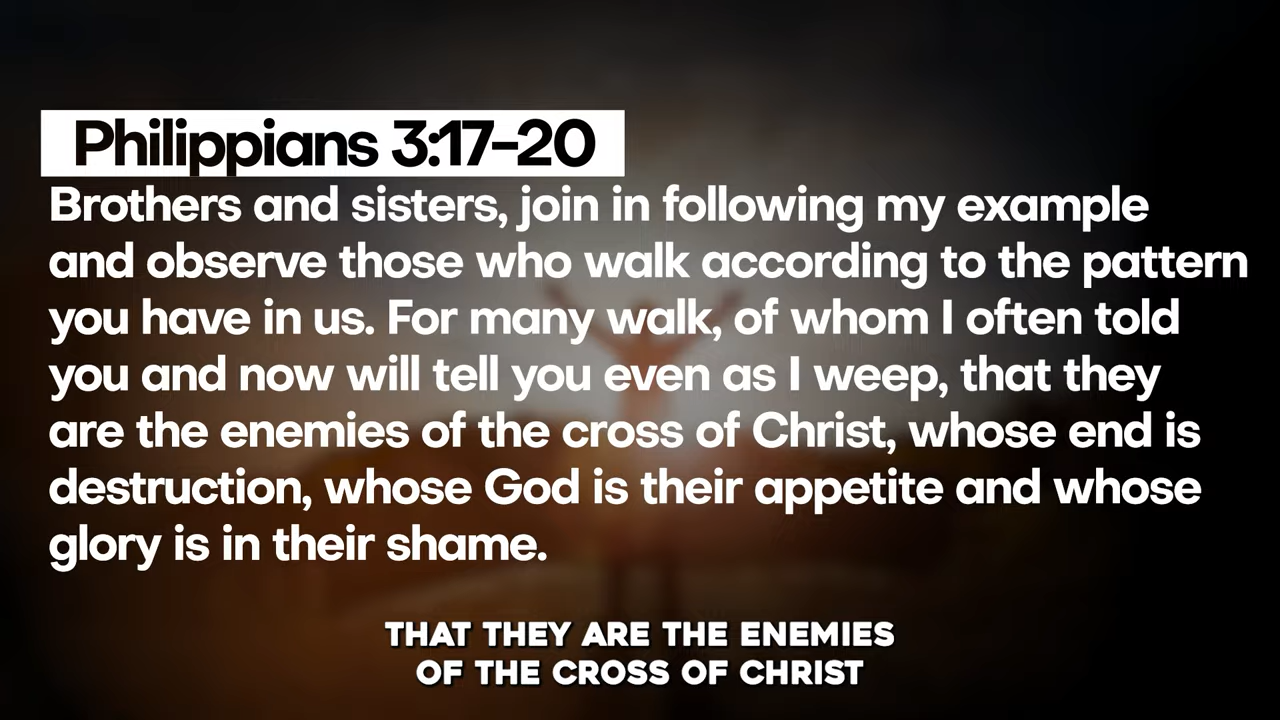 Philippians 3:17-20
Brothers and sisters, join in following my example
and observe those who walk according to the pattern
you have in us. For many walk, of whom I often told
you and now will tell you even as I weep, that they
are the enemies of the cross of Christ, whose end is
destruction, whose God is their appetite and whose
glory is in their shame.
THAT THEY ARE THE ENEMIES
OF THE CROSS OF CHRIST